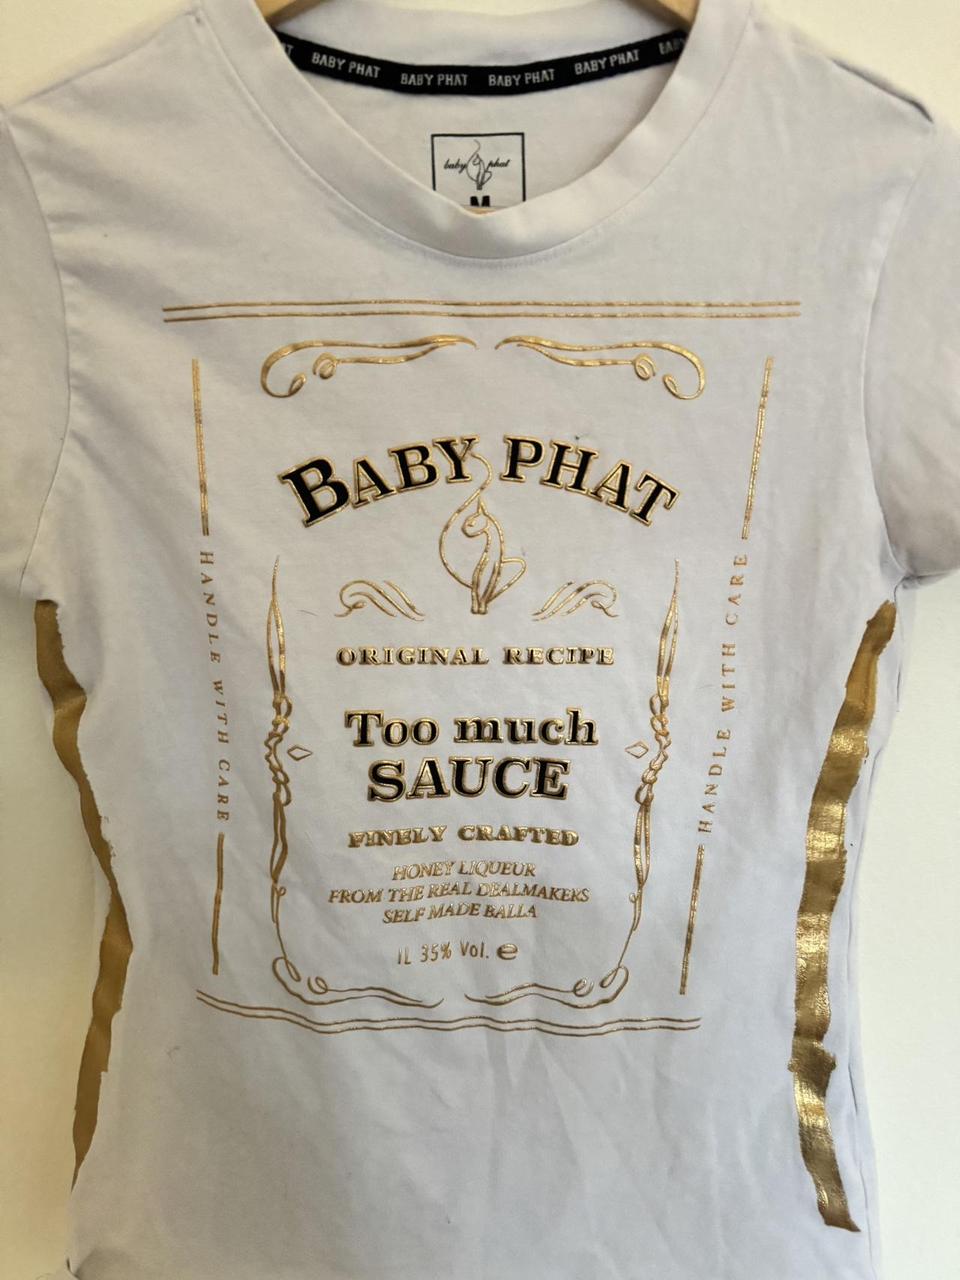 BABY PHAT BABY PHAT BABY PHAT BABY PHAT
baby phat
M
BABY PHAT
HANDLE WITH CARE
HANDLE WITH CARE
ORIGINAL RECIPE
Too much
SAUCE
FINELY CRAFTED
HONEY LIQUEUR
FROM THE REAL DEALMAKERS
SELF MADE BALLA
1L 35% Vol. e